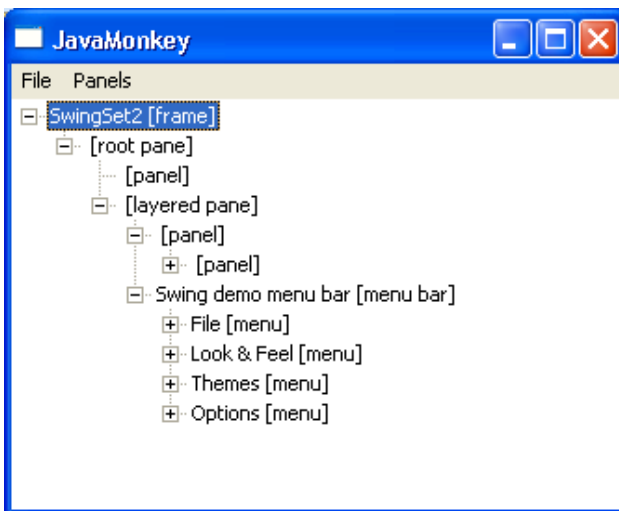 JavaMonkey
File Panels
SwingSet2 [frame]
[root pane]
[panel]
[layered pane]
[panel]
[panel]
Swing demo menu bar [menu bar]
File [menu]
Look & Feel [menu]
Themes [menu]
Options [menu]